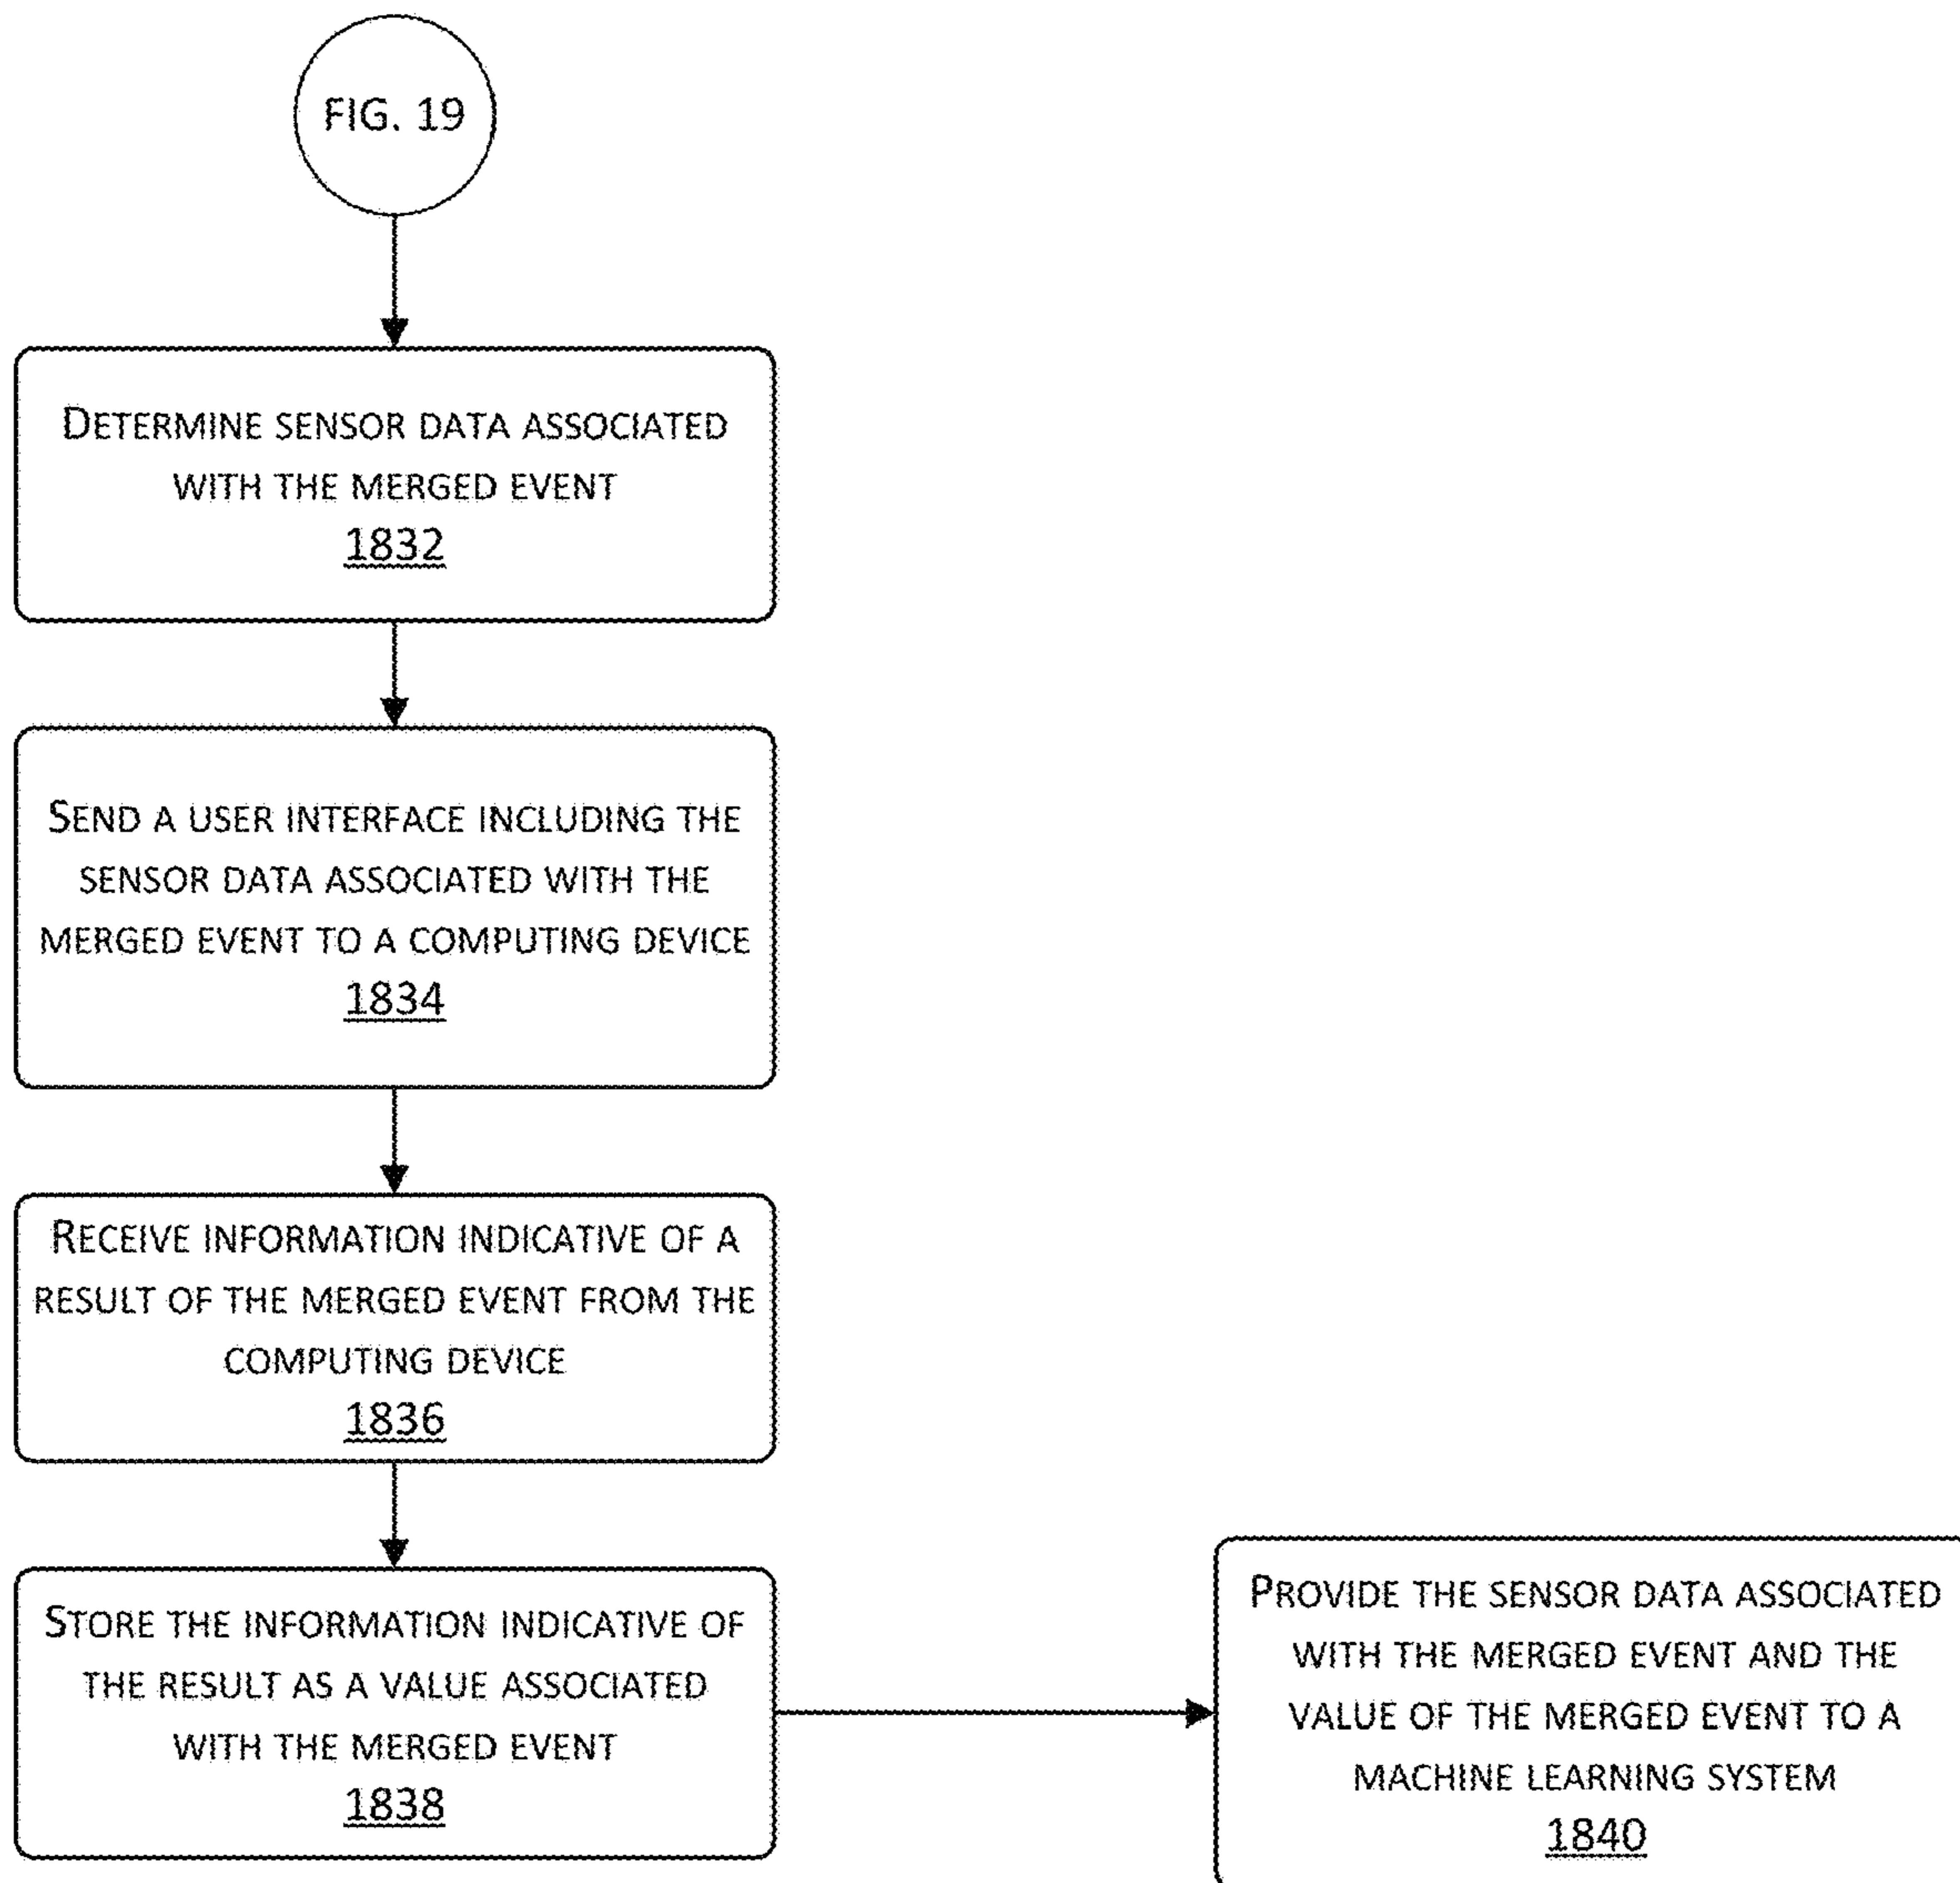 FIG. 19
DETERMINE SENSOR DATA ASSOCIATED
WITH THE MERGED EVENT
1832
SEND A USER INTERFACE INCLUDING THE
SENSOR DATA ASSOCIATED WITH THE
MERGED EVENT TO A COMPUTING DEVICE
1834
RECEIVE INFORMATION INDICATIVE OF A
RESULT OF THE MERGED EVENT FROM THE
COMPUTING DEVICE
1836
STORE THE INFORMATION INDICATIVE OF
THE RESULT AS A VALUE ASSOCIATED
WITH THE MERGED EVENT
1838
PROVIDE THE SENSOR DATA ASSOCIATED
WITH THE MERGED EVENT AND THE
VALUE OF THE MERGED EVENT TO A
MACHINE LEARNING SYSTEM
1840